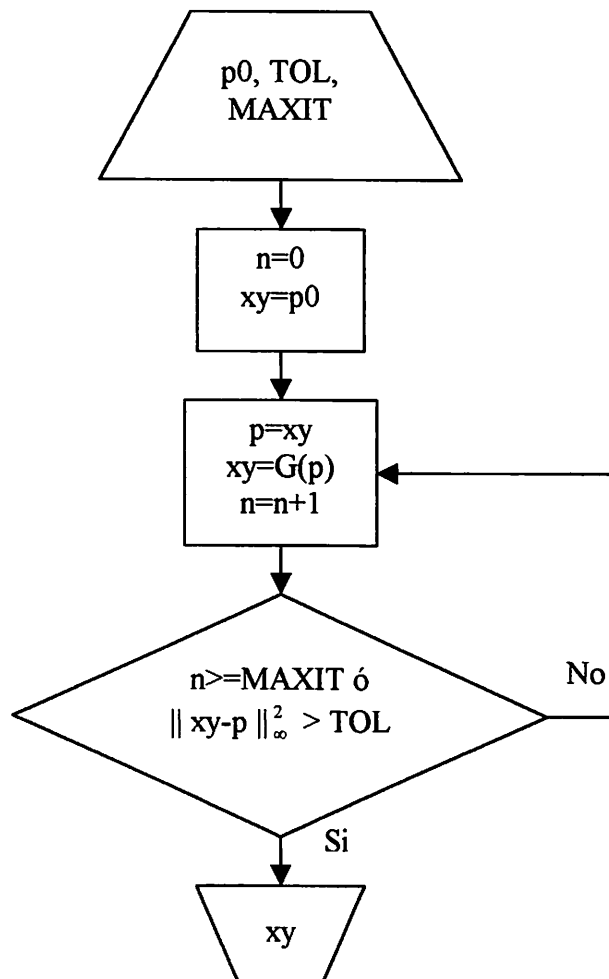 p0, TOL,
MAXIT
n=0
xy=p0
p=xy
xy=G(p)
n=n+1
n>=MAXIT ó
|| xy-p ||²∞ > TOL
No
Si
xy